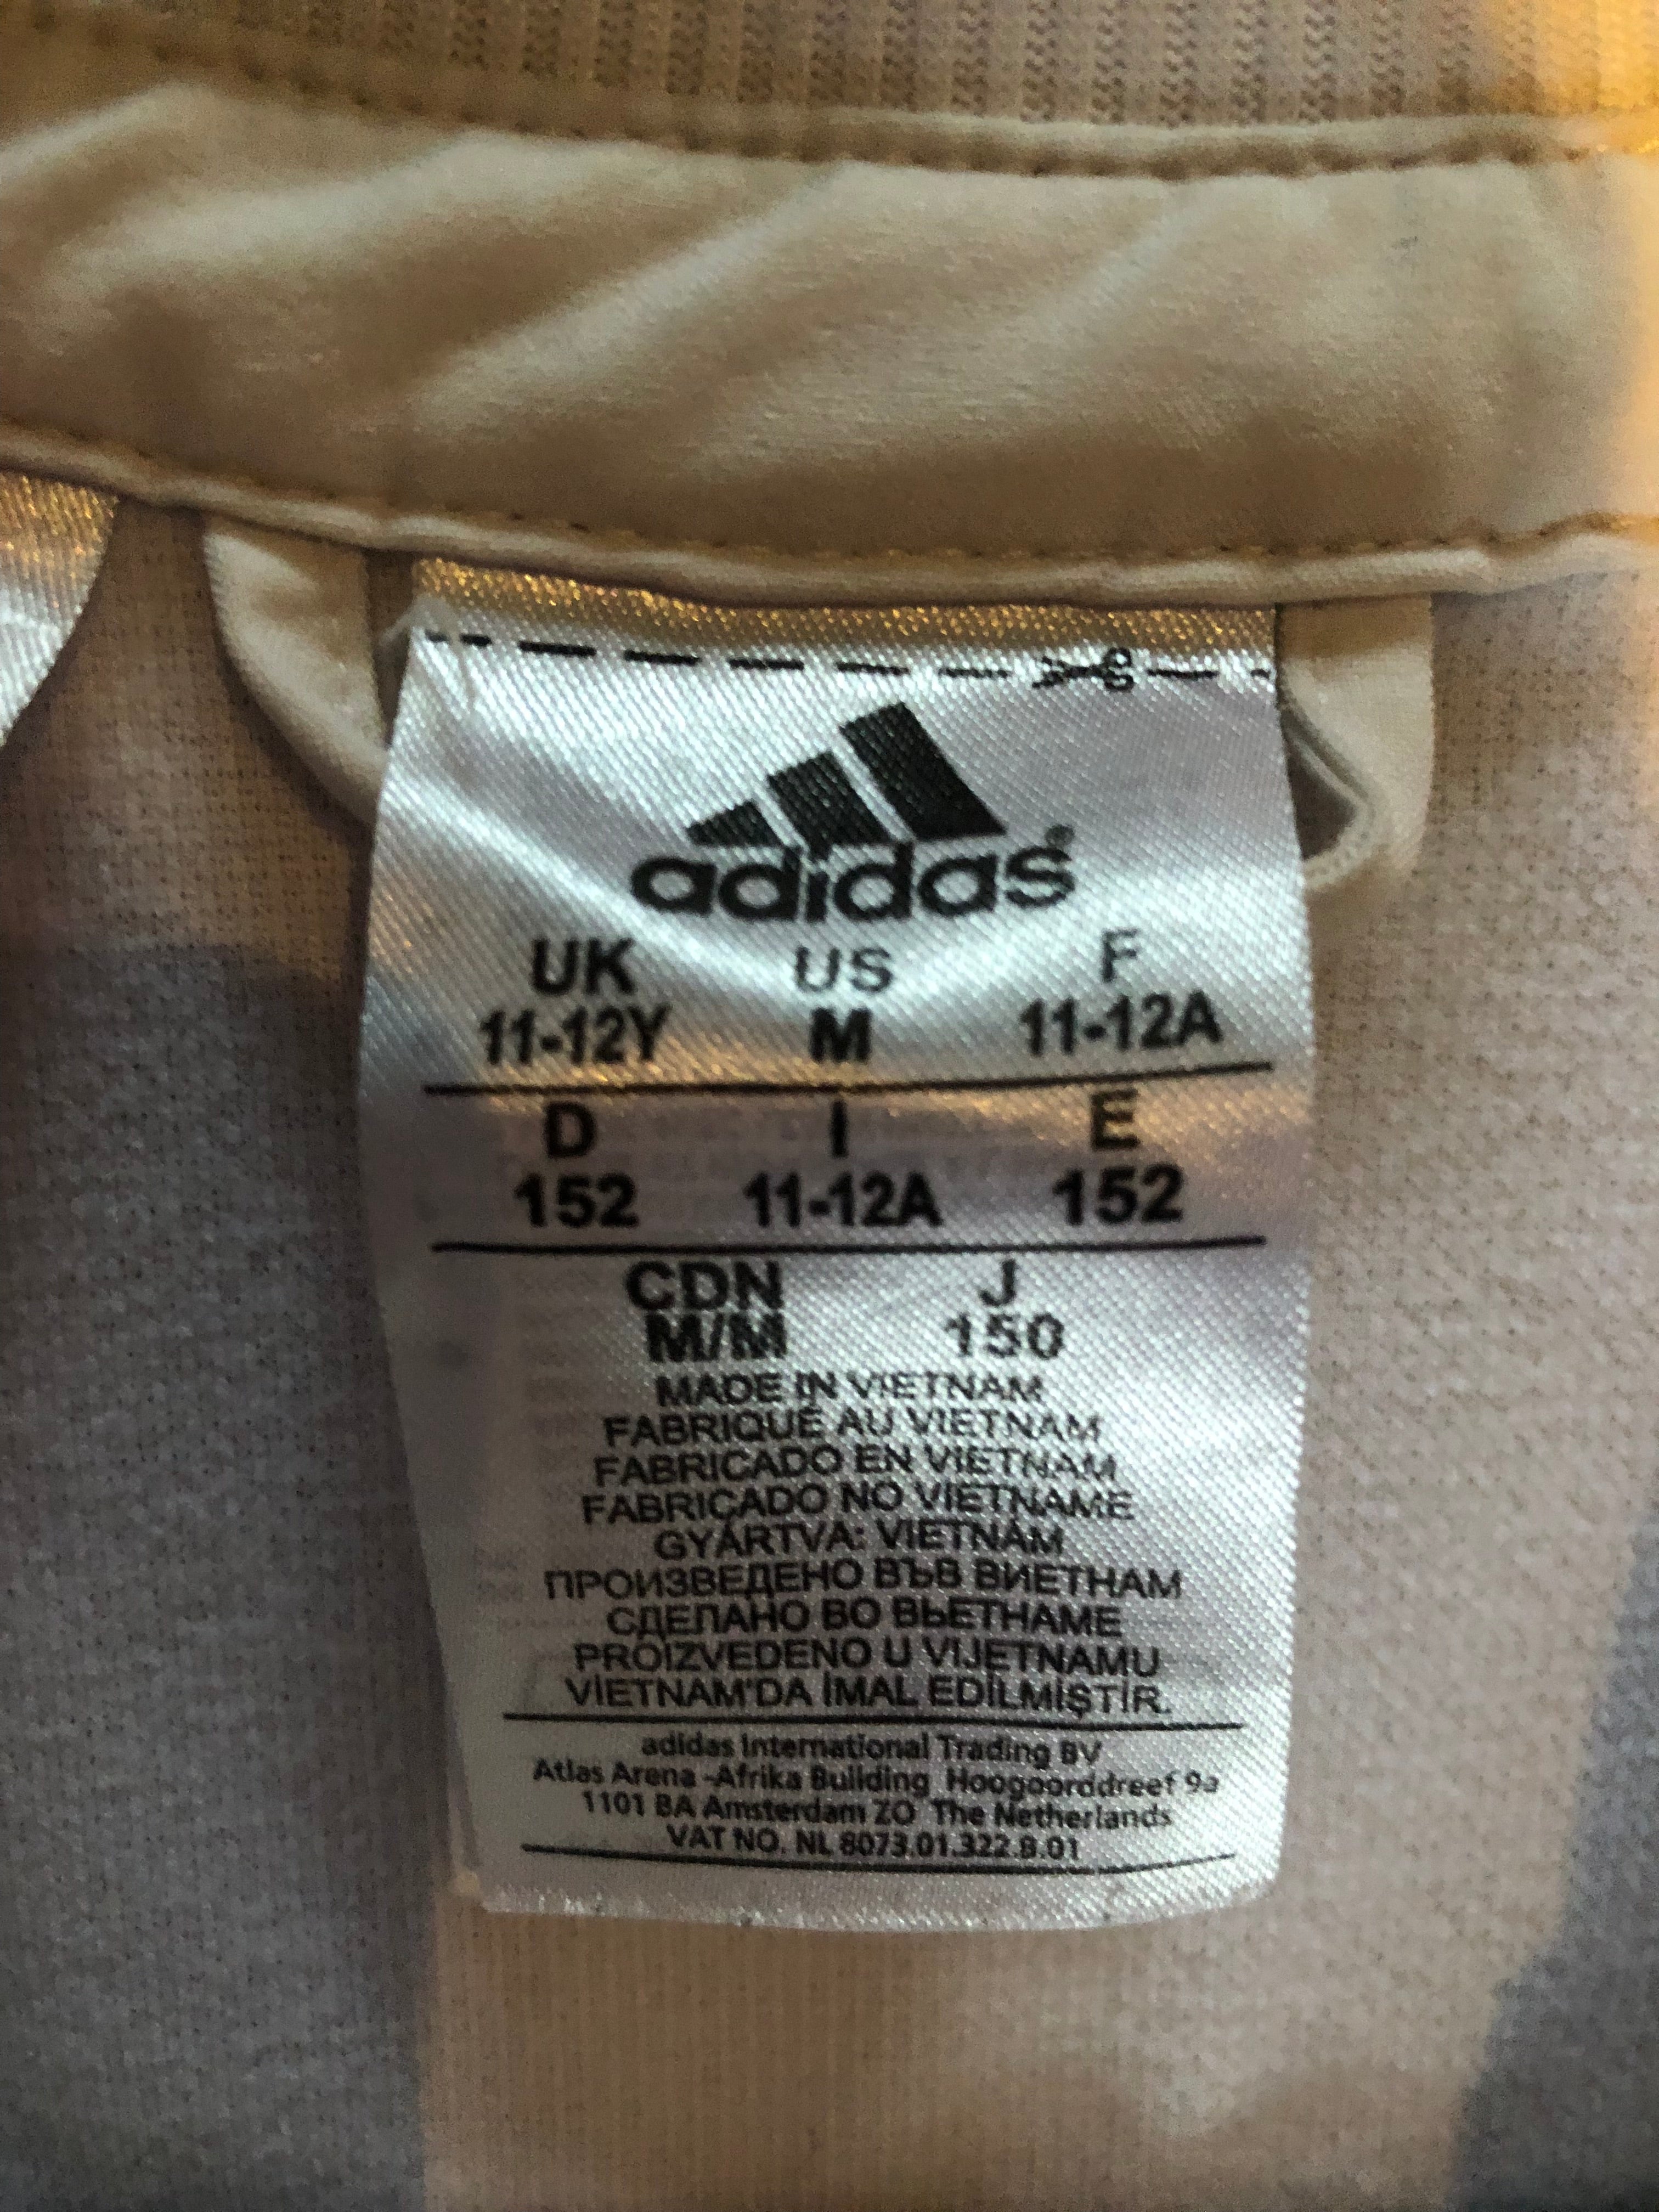 adidas®
UK US F
11-12Y M 11-12A
D I E
152 11-12A 152
CDN J
M/M 150
MADE IN VIETNAM
FABRIQUÉ AU VIETNAM
FABRICADO EN VIETNAM
FABRICADO NO VIETNAME
GYÁRTVA: VIETNÁM
ПРОИЗВЕДЕНО ВЪВ ВИЕТНАМ
СДЕЛАНО ВО ВЬЕТНАМЕ
PROIZVEDENO U VIJETNAMU
VİETNAM'DA İMAL EDİLMİŞTİR.
adidas International Trading BV
Atlas Arena -Afrika Building Hoogoorddreef 9a
1101 BA Amsterdam ZO The Netherlands
VAT NO. NL 8073.01.322.B.01